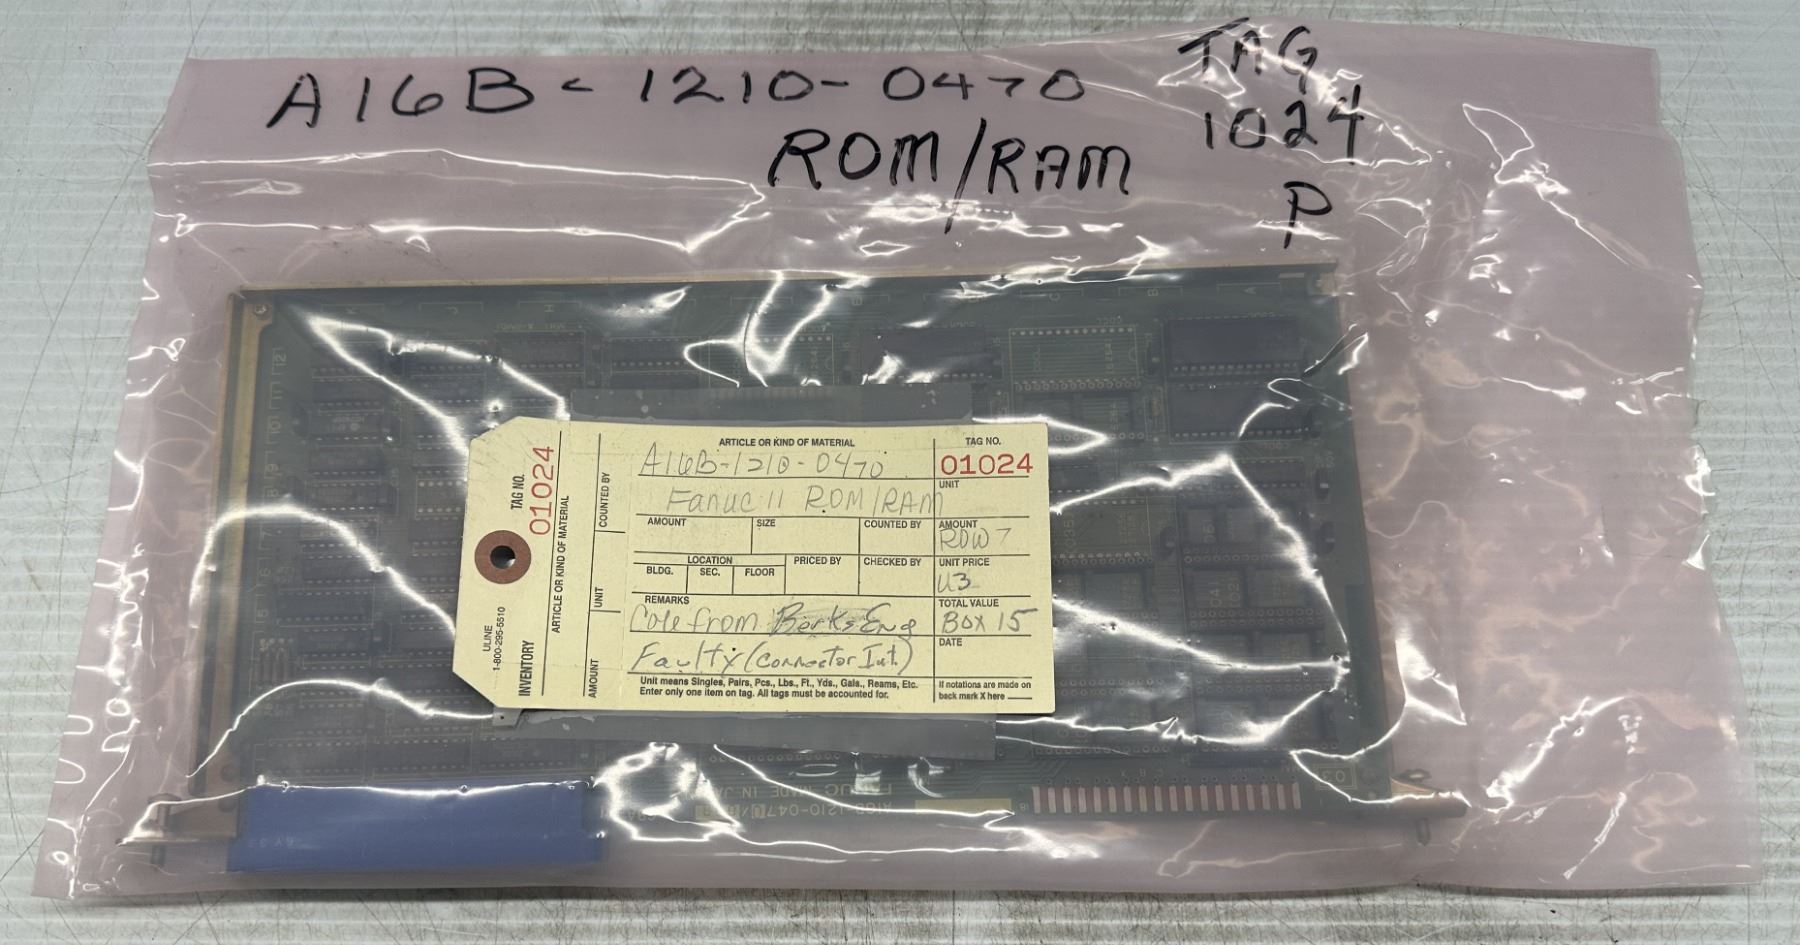 A16B-1210-0470
ROM/RAM
TAG
1024
P
TAG NO.
01024
ARTICLE OR KIND OF MATERIAL
COUNTED BY
UNIT
AMOUNT
ULINE
1-800-295-5510
INVENTORY
ARTICLE OR KIND OF MATERIAL
A16B-1210-0470
TAG NO.
01024
Fanuc 11 ROM/RAM
UNIT
AMOUNT SIZE COUNTED BY AMOUNT
ROW 7
LOCATION PRICED BY CHECKED BY UNIT PRICE
BLDG. SEC. FLOOR
U3
REMARKS TOTAL VALUE
from Berks Eng Box 15
DATE
Faulty (Connector Int.)
Unit means Singles, Pairs, Pcs., Lbs., Ft., Yds., Gals., Reams, Etc.
Enter only one item on tag. All tags must be accounted for.
If notations are made on
back mark X here
FANUC MADE IN
A16B-1210-0470